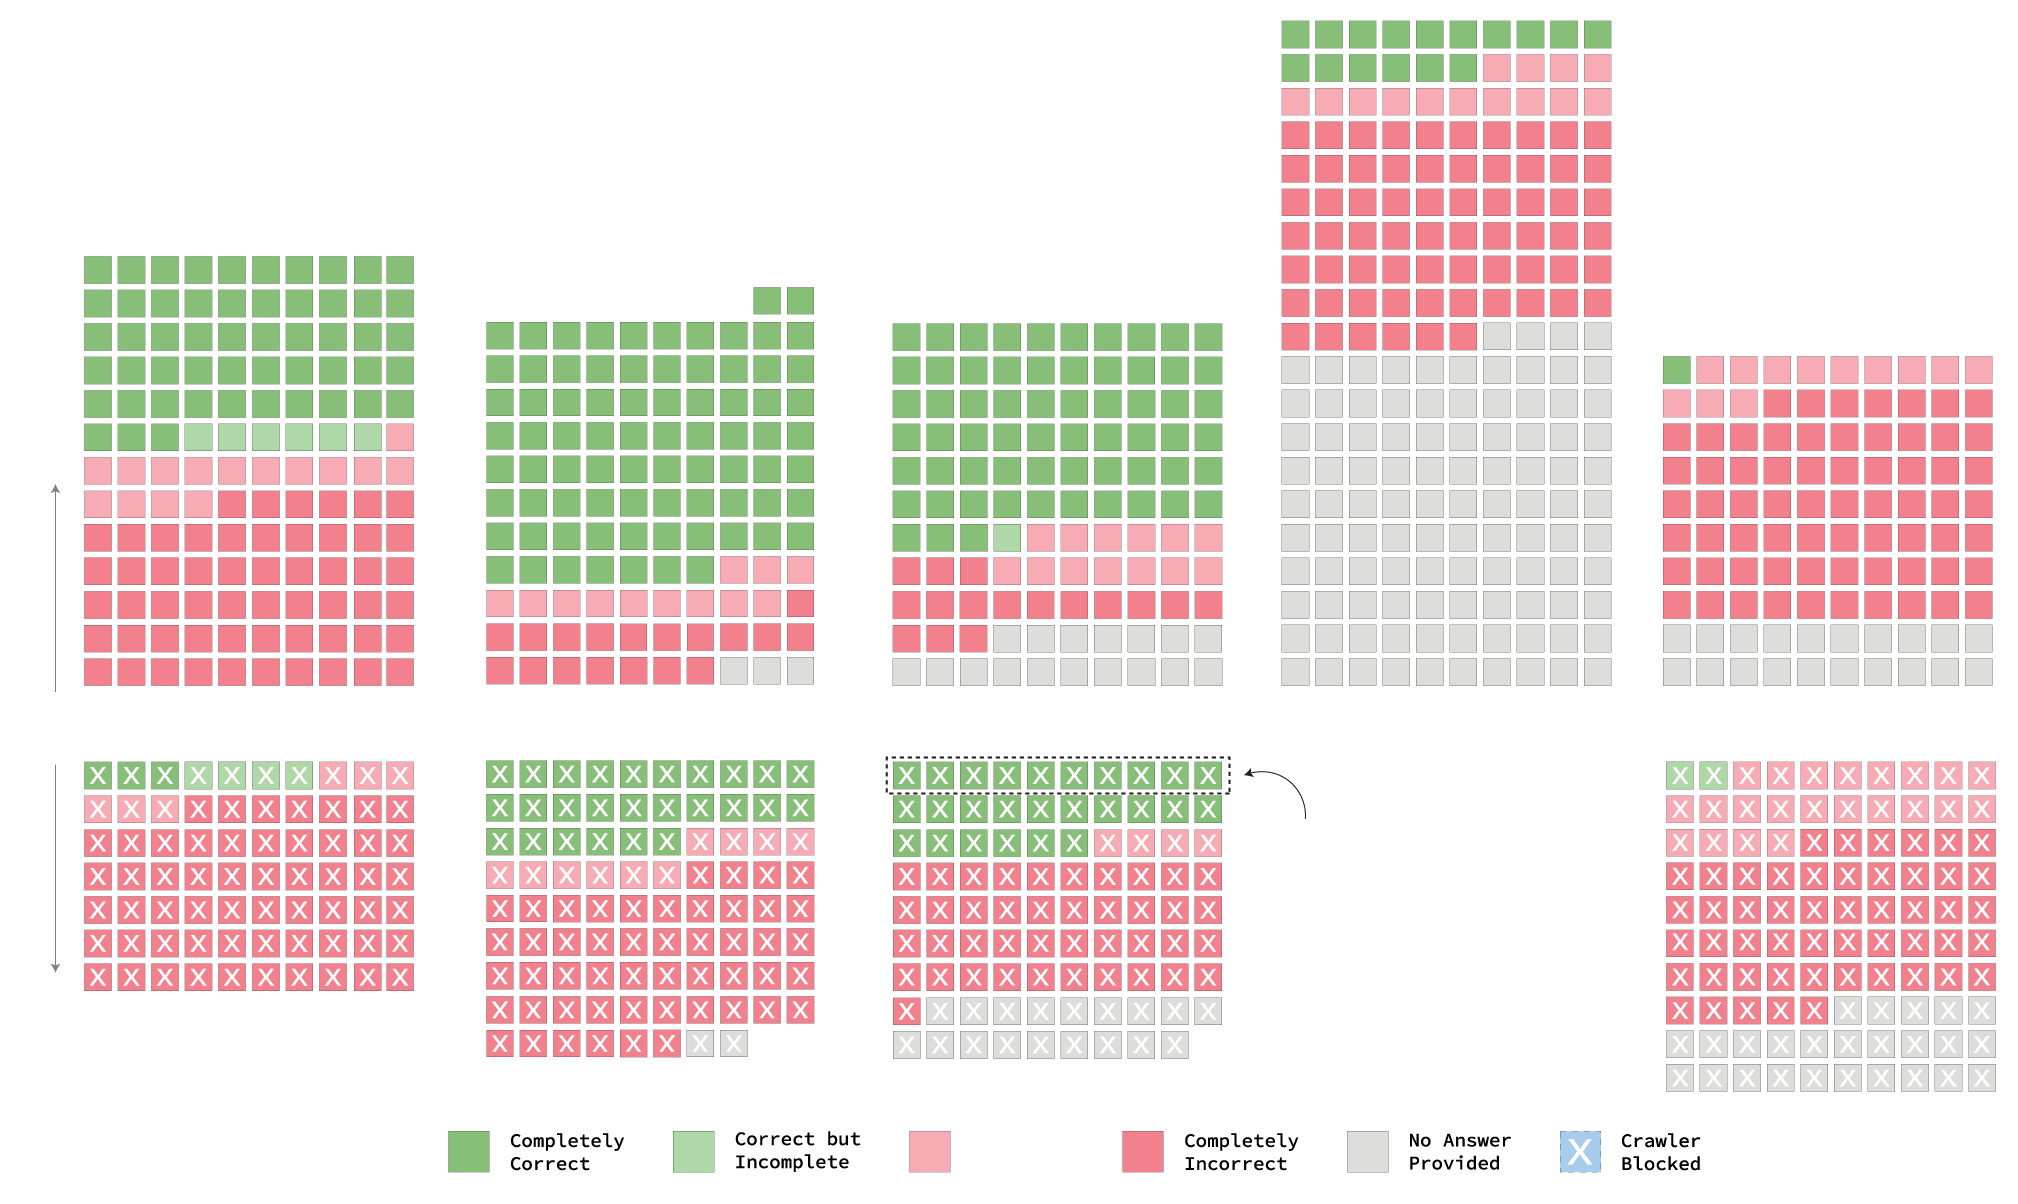 Completely
Correct
Correct but
Incomplete
Completely
Incorrect
No Answer
Provided
X
Crawler
Blocked